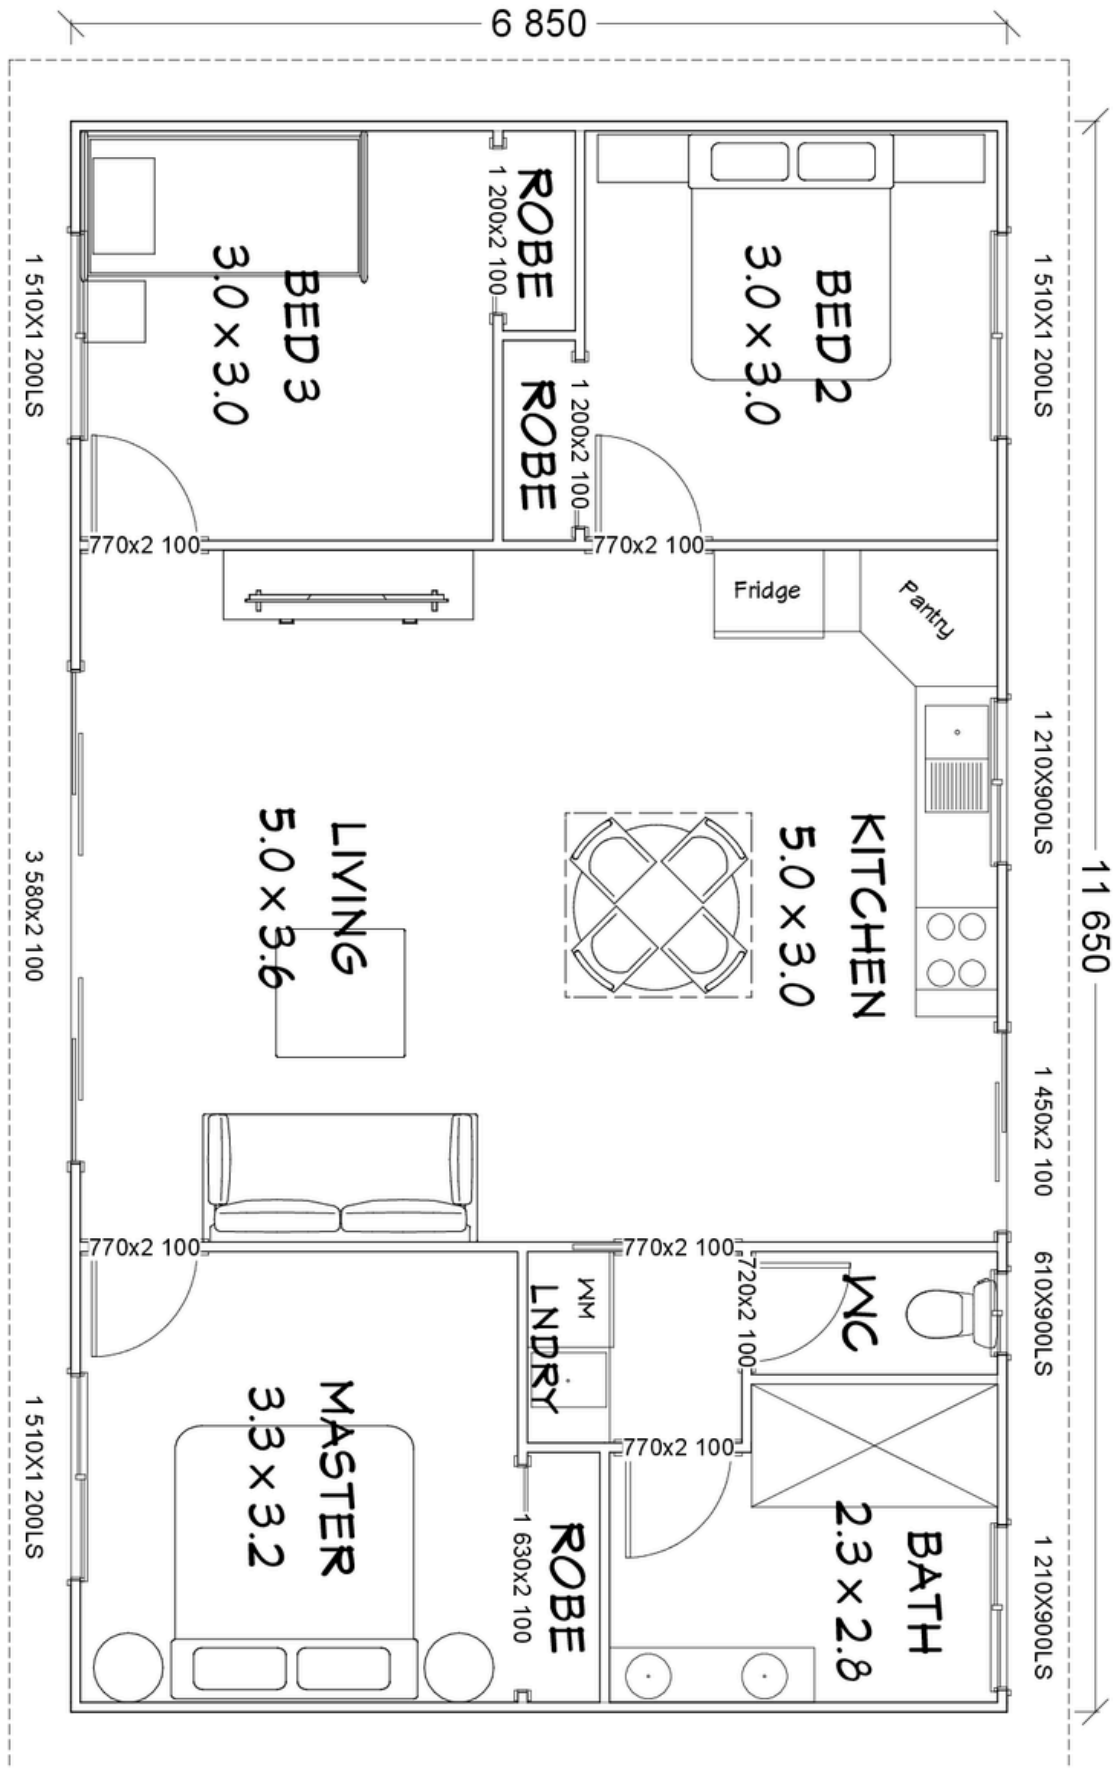 6 850
11 650
1 510X1 200LS
BED 3
3.0 × 3.0
1 200x2 100
ROBE
ROBE
1 200x2 100
BED 2
3.0 × 3.0
1 510X1 200LS
770x2 100
770x2 100
Fridge
Pantry
1 210X900LS
KITCHEN
5.0 × 3.0
LIVING
5.0 × 3.6
3 580x2 100
1 450x2 100
770x2 100
770x2 100
720x2 100
WC
610X900LS
WM
LNDRY
770x2 100
MASTER
3.3 × 3.2
1 510X1 200LS
1 630x2 100
ROBE
BATH
2.3 × 2.8
1 210X900LS